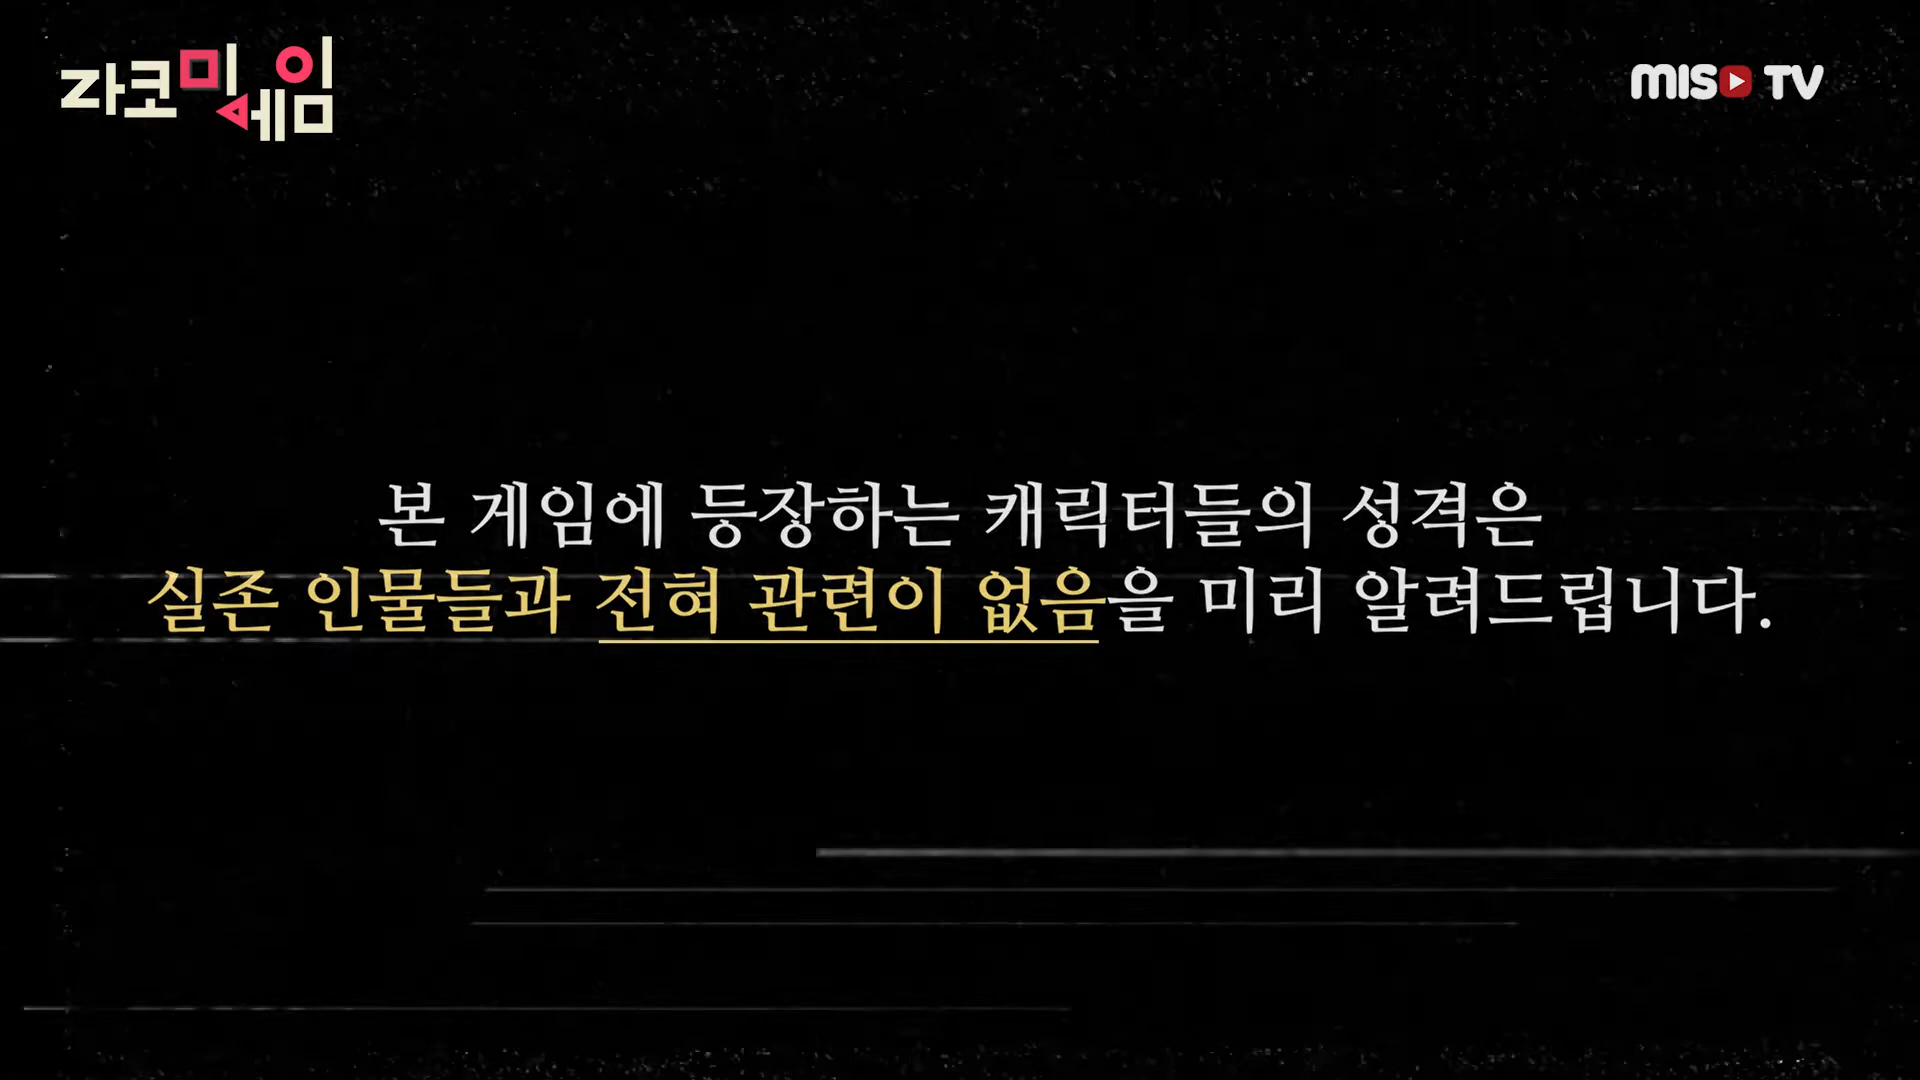 자코미께임
MISO TV
본 게임에 등장하는 캐릭터들의 성격은
실존 인물들과 전혀 관련이 없음을 미리 알려드립니다.